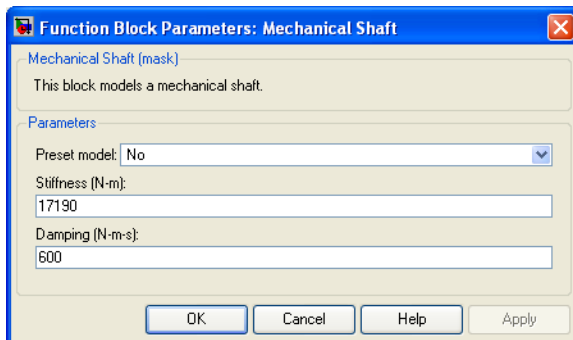 Function Block Parameters: Mechanical Shaft
Mechanical Shaft (mask)
This block models a mechanical shaft.
Parameters
Preset model: No
Stiffness (N-m):
17190
Damping (N-m-s):
600
OK Cancel Help Apply